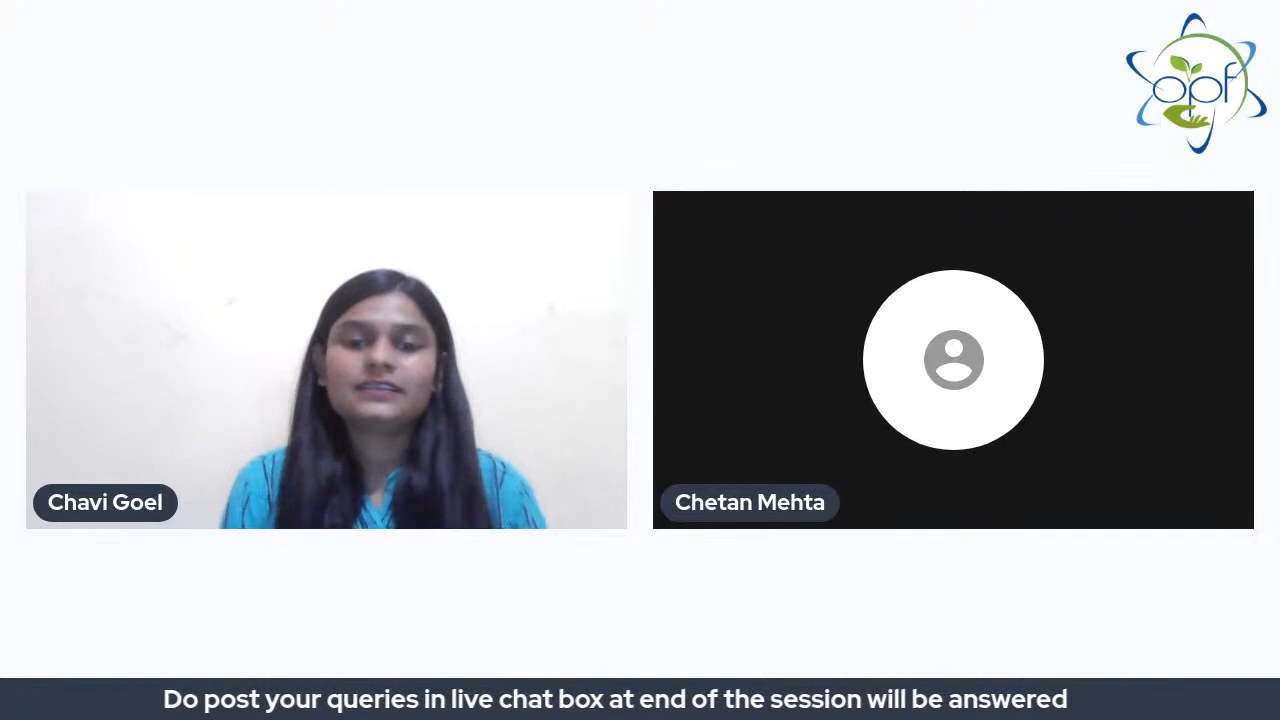 opf
Chavi Goel
Chetan Mehta
Do post your queries in live chat box at end of the session will be answered